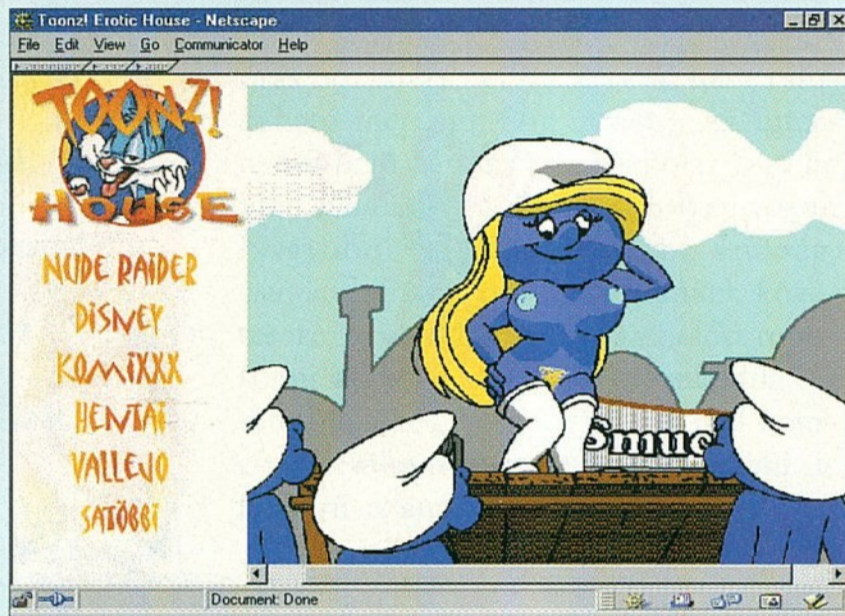 Toonz! Erotic House - Netscape
File Edit View Go Communicator Help
TOONZ!
HOUSE
NUDE RAIDER
DISNEY
KOMIXXX
HENTAI
VALLEJO
SATÖBBI
Smuc
Document: Done